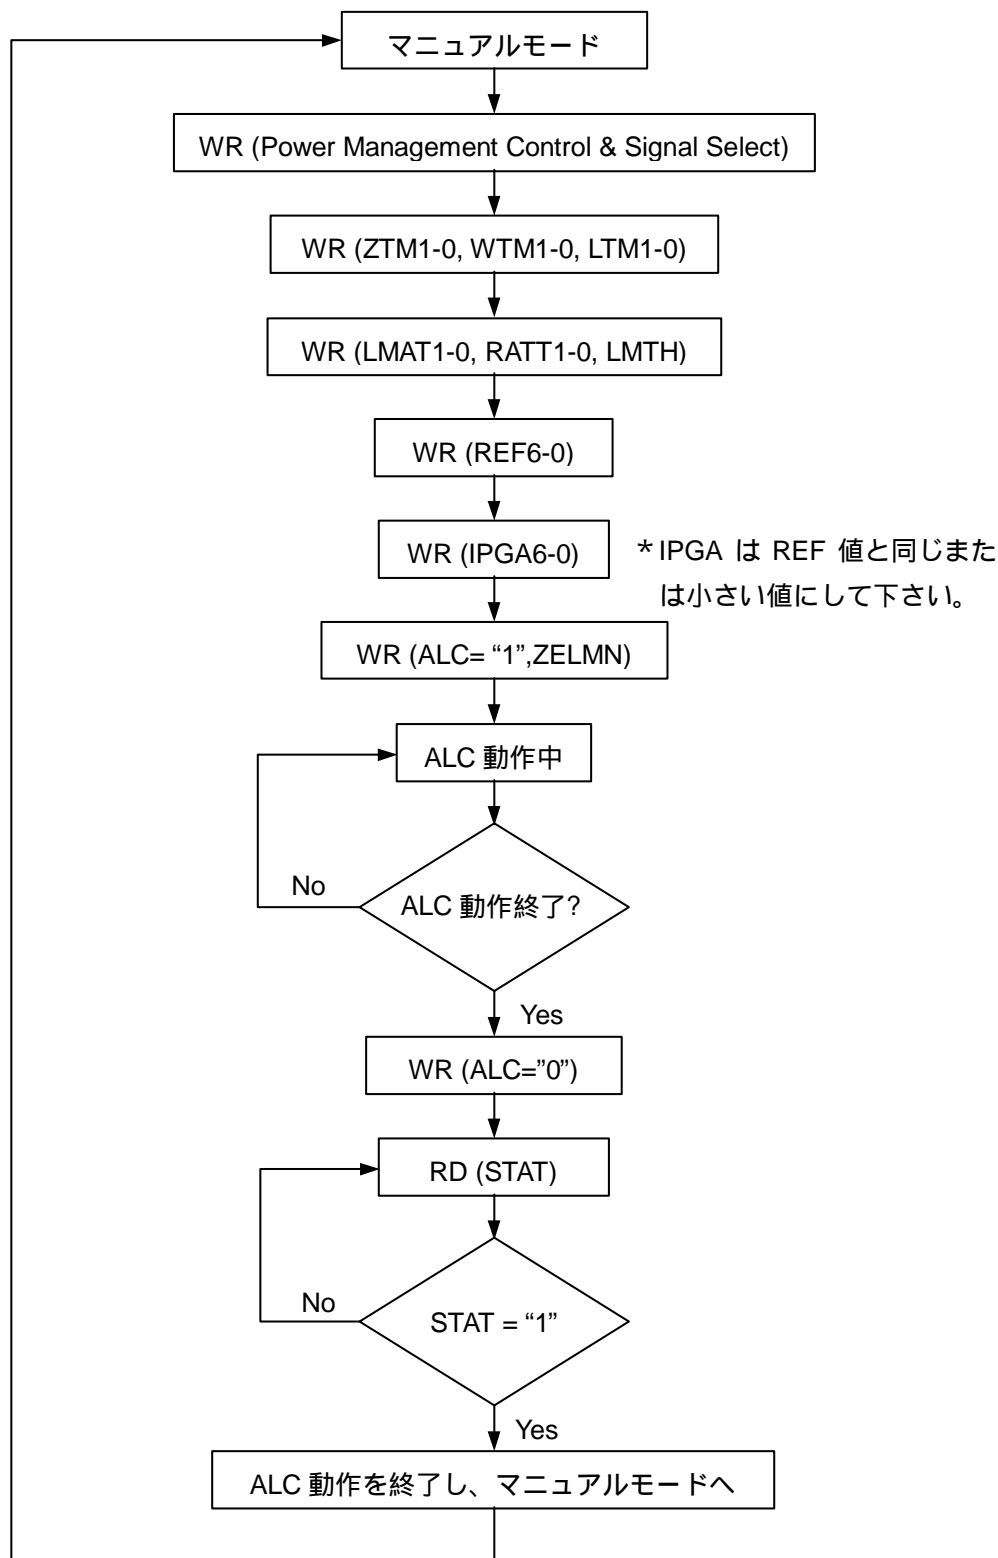 マニュアルモード
WR (Power Management Control & Signal Select)
WR (ZTM1-0, WTM1-0, LTM1-0)
WR (LMAT1-0, RATT1-0, LMTH)
WR (REF6-0)
WR (IPGA6-0)
＊IPGA は REF 値と同じまた
は小さい値にして下さい。
WR (ALC= “1”,ZELMN)
ALC 動作中
No
ALC 動作終了?
Yes
WR (ALC=”0”)
RD (STAT)
No
STAT = “1”
Yes
ALC 動作を終了し、マニュアルモードへ